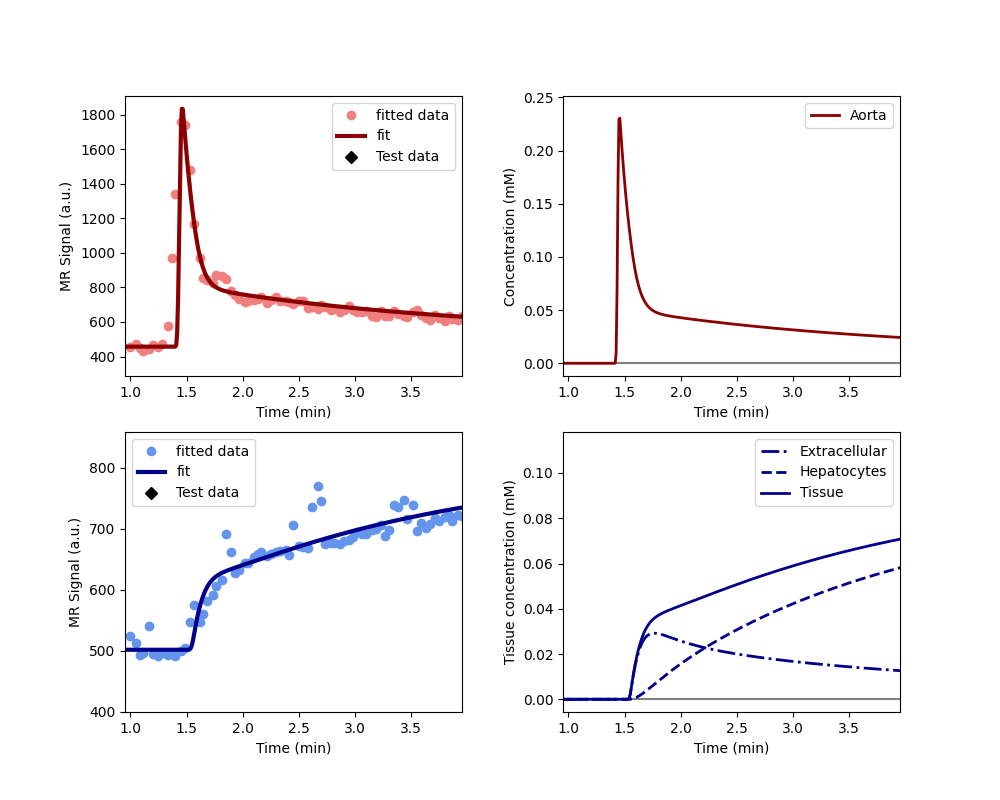 1800
1600
1400
1200
1000
800
600
400
MR Signal (a.u.)
1.0 1.5 2.0 2.5 3.0 3.5
Time (min)
fitted data
fit
Test data
0.25
0.20
0.15
0.10
0.05
0.00
Concentration (mM)
1.0 1.5 2.0 2.5 3.0 3.5
Time (min)
Aorta
800
700
600
500
400
MR Signal (a.u.)
1.0 1.5 2.0 2.5 3.0 3.5
Time (min)
fitted data
fit
Test data
0.10
0.08
0.06
0.04
0.02
0.00
Tissue concentration (mM)
1.0 1.5 2.0 2.5 3.0 3.5
Time (min)
Extracellular
Hepatocytes
Tissue